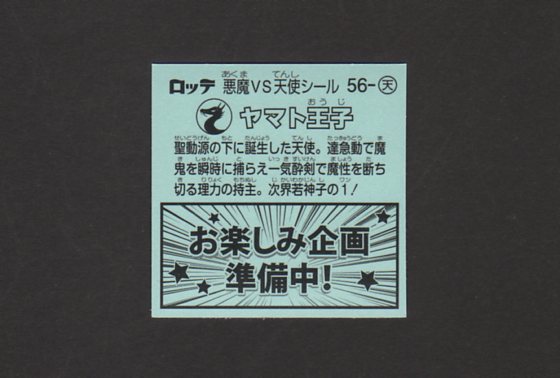 ロッテ 悪魔VS天使シール 56-天
ヤマト王子
聖動源の下に誕生した天使。達急動で魔
鬼を瞬時に捕らえ一気酔剣で魔性を断ち
切る理力の持主。次界若神子の1!
お楽しみ企画
準備中!